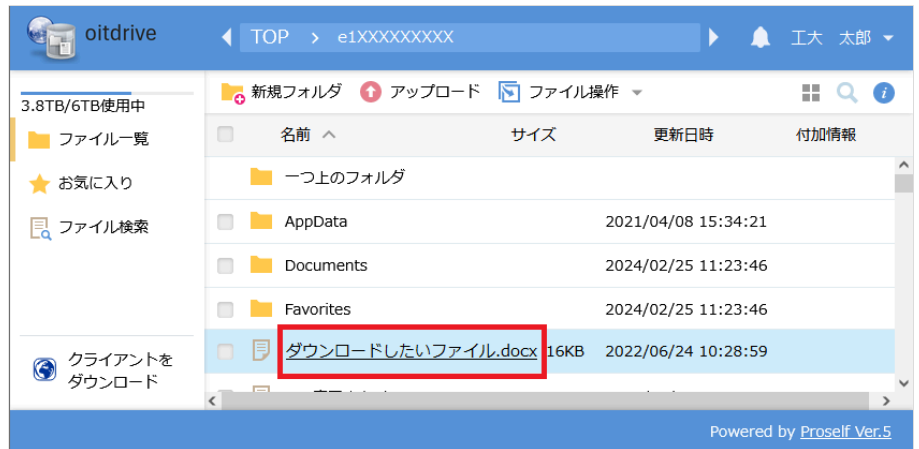 oitdrive
TOP > e1XXXXXXXXX
工大 太郎
3.8TB/6TB使用中
ファイル一覧
お気に入り
ファイル検索
クライアントを
ダウンロード
新規フォルダ アップロード ファイル操作
名前 サイズ 更新日時 付加情報
一つ上のフォルダ
AppData 2021/04/08 15:34:21
Documents 2024/02/25 11:23:46
Favorites 2024/02/25 11:23:46
ダウンロードしたいファイル.docx 16KB 2022/06/24 10:28:59
Powered by Proself Ver.5